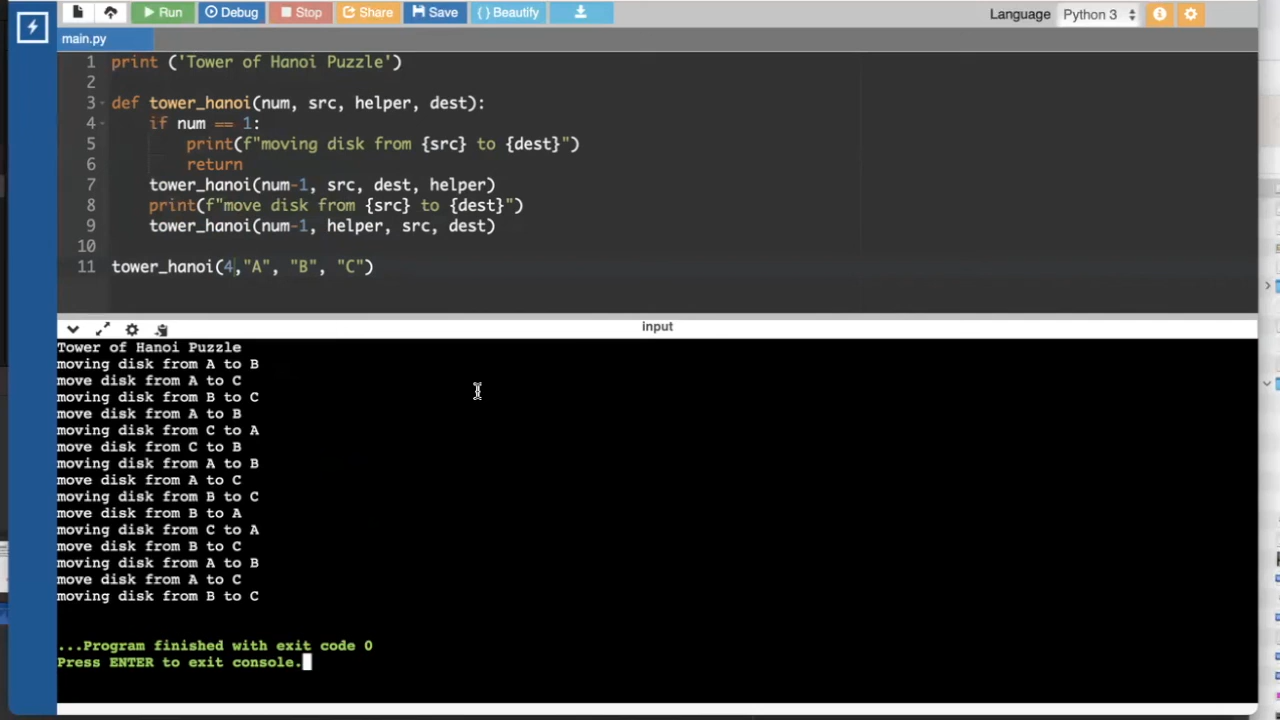 Run Debug Stop Share Save { } Beautify Language Python 3
main.py
1 print ('Tower of Hanoi Puzzle')
2
3 def tower_hanoi(num, src, helper, dest):
4     if num == 1:
5         print(f"moving disk from {src} to {dest}")
6         return
7     tower_hanoi(num-1, src, dest, helper)
8     print(f"move disk from {src} to {dest}")
9     tower_hanoi(num-1, helper, src, dest)
10
11 tower_hanoi(4,"A", "B", "C")
input
Tower of Hanoi Puzzle
moving disk from A to B
move disk from A to C
moving disk from B to C
move disk from A to B
moving disk from C to A
move disk from C to B
moving disk from A to B
move disk from A to C
moving disk from B to C
move disk from B to A
moving disk from C to A
move disk from B to C
moving disk from A to B
move disk from A to C
moving disk from B to C
...Program finished with exit code 0
Press ENTER to exit console.